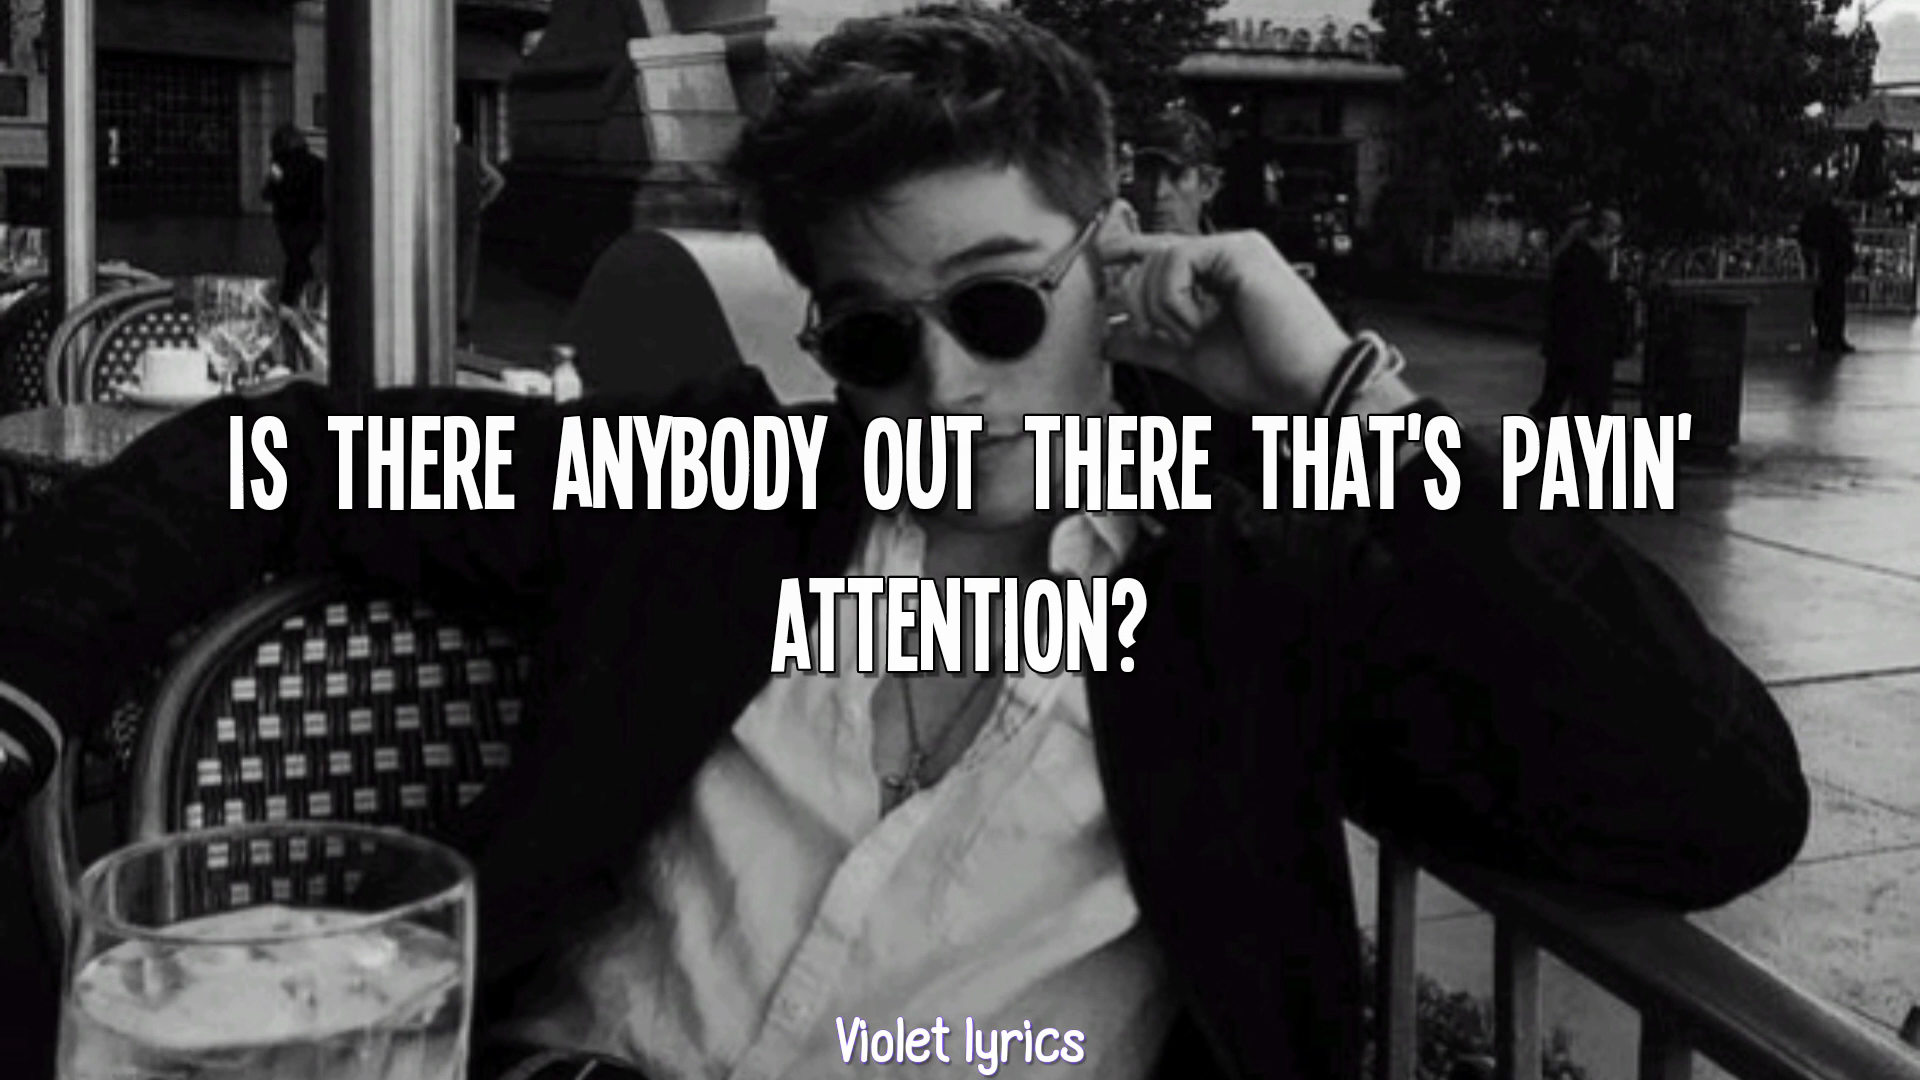 IS THERE ANYBODY OUT THERE THAT'S PAYIN'
ATTENTION?
Violet lyrics